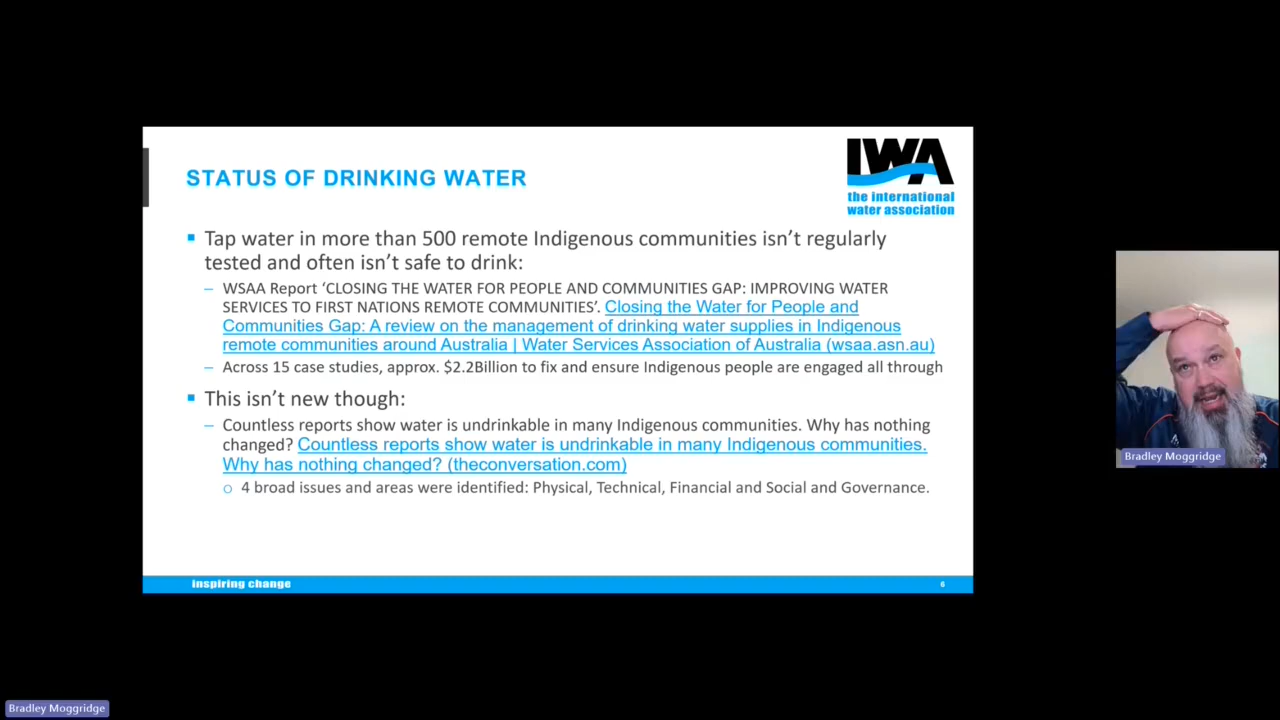 STATUS OF DRINKING WATER
IWA
the international
water association
▪ Tap water in more than 500 remote Indigenous communities isn't regularly
tested and often isn't safe to drink:
– WSAA Report 'CLOSING THE WATER FOR PEOPLE AND COMMUNITIES GAP: IMPROVING WATER
SERVICES TO FIRST NATIONS REMOTE COMMUNITIES'. Closing the Water for People and
Communities Gap: A review on the management of drinking water supplies in Indigenous
remote communities around Australia | Water Services Association of Australia (wsaa.asn.au)
– Across 15 case studies, approx. $2.2Billion to fix and ensure Indigenous people are engaged all through
▪ This isn't new though:
– Countless reports show water is undrinkable in many Indigenous communities. Why has nothing
changed? Countless reports show water is undrinkable in many Indigenous communities.
Why has nothing changed? (theconversation.com)
o 4 broad issues and areas were identified: Physical, Technical, Financial and Social and Governance.
inspiring change
6
Bradley Moggridge
Bradley Moggridge